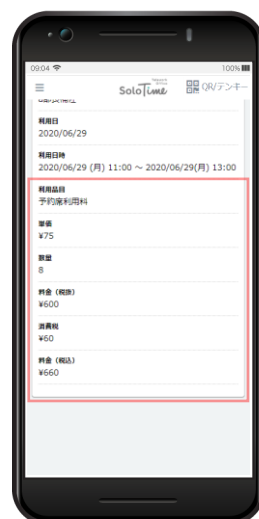 09:04
100%
SoloTime
QR/テンキー
利用日
2020/06/29
利用日時
2020/06/29 (月) 11:00 ～ 2020/06/29(月) 13:00
利用品目
予約席利用料
単価
¥75
数量
8
料金（税抜）
¥600
消費税
¥60
料金（税込）
¥660